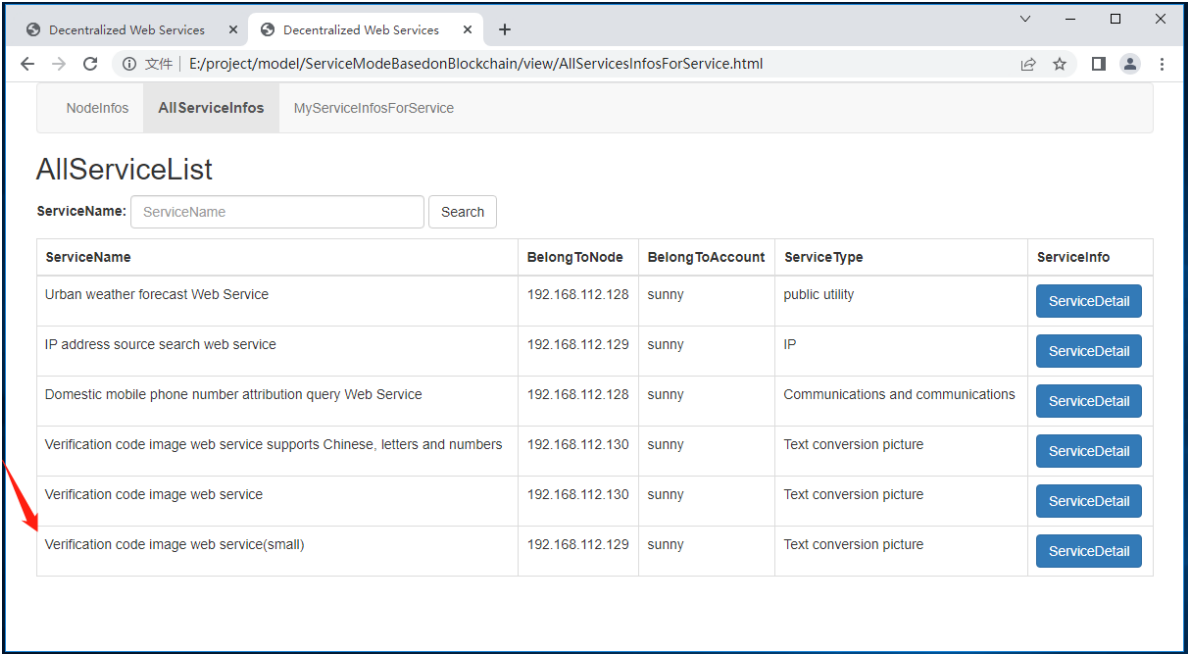 Decentralized Web Services Decentralized Web Services
文件 E:/project/model/ServiceModeBasedonBlockchain/view/AllServicesInfosForService.html
NodeInfos AllServiceInfos MyServiceInfosForService
AllServiceList
ServiceName: ServiceName Search
ServiceName BelongToNode BelongToAccount ServiceType ServiceInfo
Urban weather forecast Web Service 192.168.112.128 sunny public utility ServiceDetail
IP address source search web service 192.168.112.129 sunny IP ServiceDetail
Domestic mobile phone number attribution query Web Service 192.168.112.128 sunny Communications and communications ServiceDetail
Verification code image web service supports Chinese, letters and numbers 192.168.112.130 sunny Text conversion picture ServiceDetail
Verification code image web service 192.168.112.130 sunny Text conversion picture ServiceDetail
Verification code image web service(small) 192.168.112.129 sunny Text conversion picture ServiceDetail